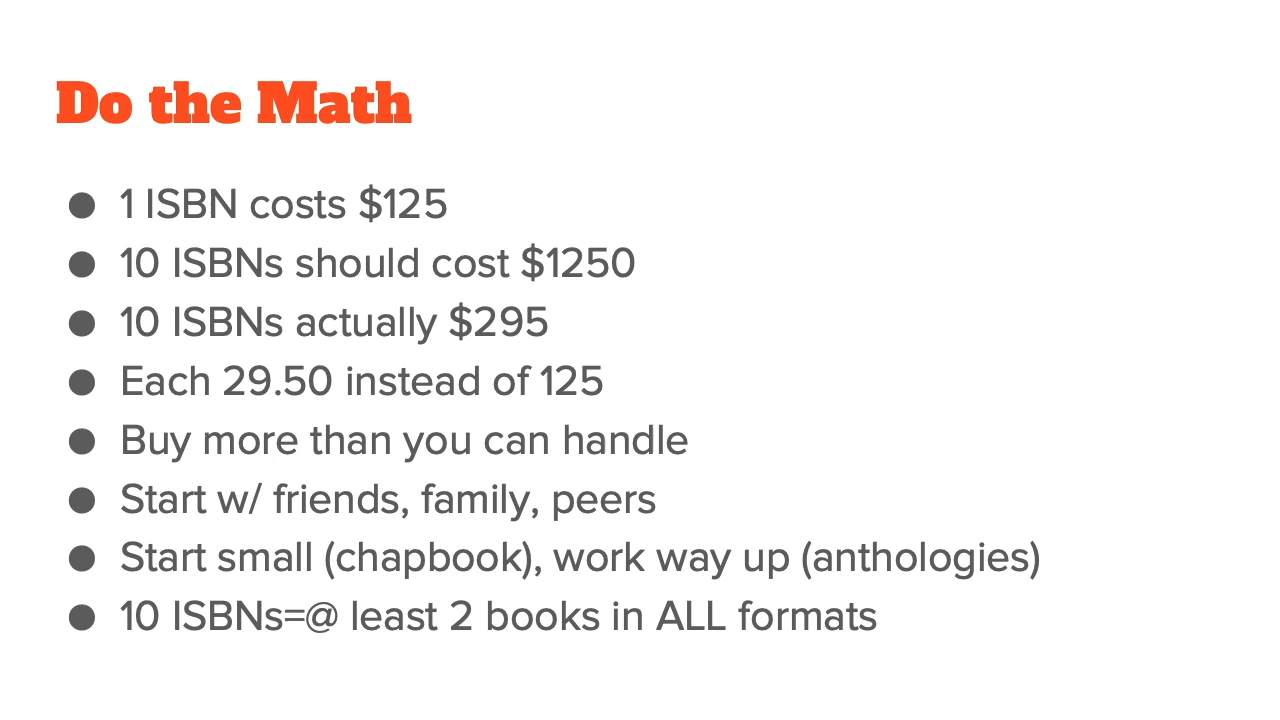 Do the Math
● 1 ISBN costs $125
● 10 ISBNs should cost $1250
● 10 ISBNs actually $295
● Each 29.50 instead of 125
● Buy more than you can handle
● Start w/ friends, family, peers
● Start small (chapbook), work way up (anthologies)
● 10 ISBNs=@ least 2 books in ALL formats